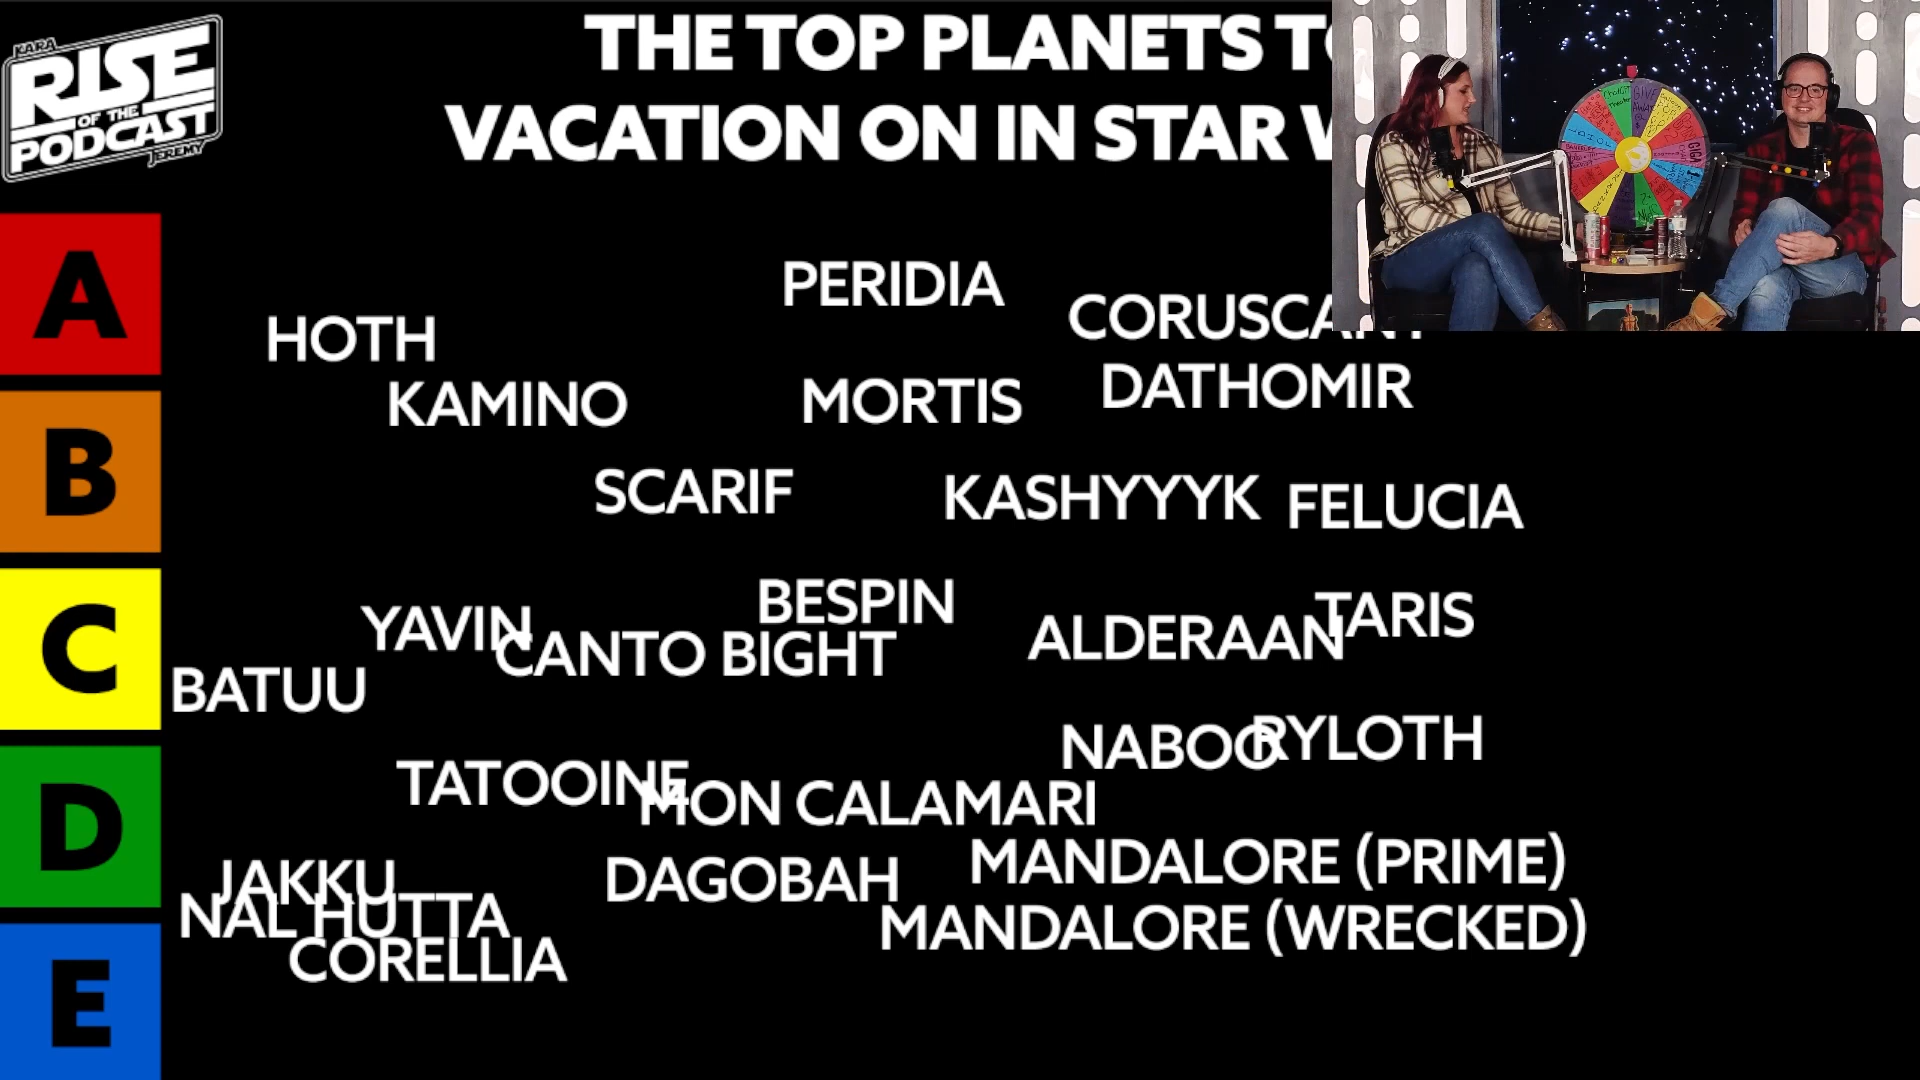 KARA
RISE
OF THE
PODCAST
JEREMY
THE TOP PLANETS TO
VACATION ON IN STAR W
A
B
C
D
E
PERIDIA
CORUSCANT
HOTH
DATHOMIR
KAMINO
MORTIS
SCARIF
KASHYYYK
FELUCIA
BESPIN
TARIS
YAVIN
ALDERAAN
CANTO BIGHT
BATUU
RYLOTH
NABOO
TATOOINE
MON CALAMARI
MANDALORE (PRIME)
JAKKU
DAGOBAH
NAL HUTTA
MANDALORE (WRECKED)
CORELLIA